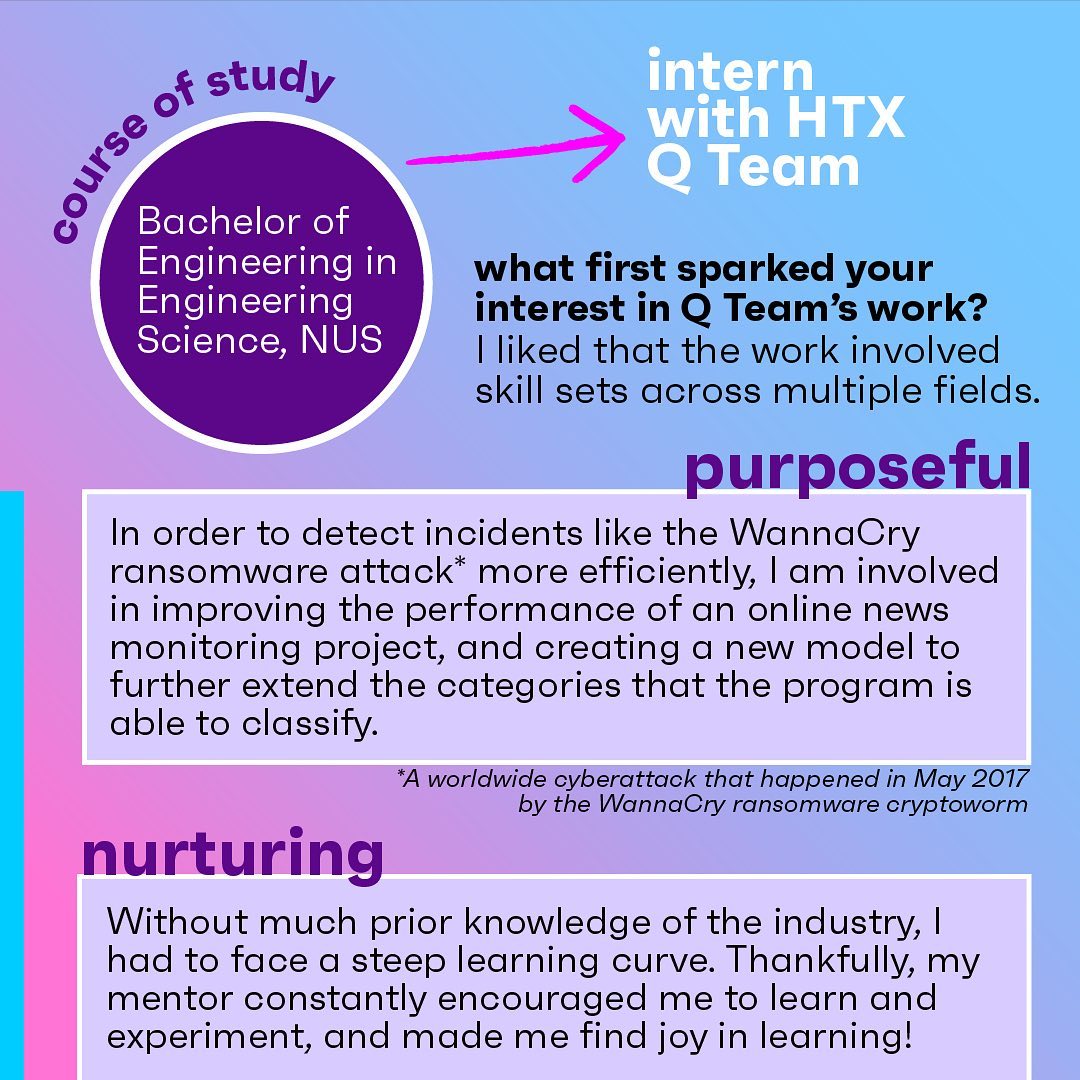 course of study
Bachelor of
Engineering in
Engineering
Science, NUS
intern
with HTX
Q Team
what first sparked your
interest in Q Team’s work?
I liked that the work involved
skill sets across multiple fields.
purposeful
In order to detect incidents like the WannaCry
ransomware attack* more efficiently, I am involved
in improving the performance of an online news
monitoring project, and creating a new model to
further extend the categories that the program is
able to classify.
*A worldwide cyberattack that happened in May 2017
by the WannaCry ransomware cryptoworm
nurturing
Without much prior knowledge of the industry, I
had to face a steep learning curve. Thankfully, my
mentor constantly encouraged me to learn and
experiment, and made me find joy in learning!